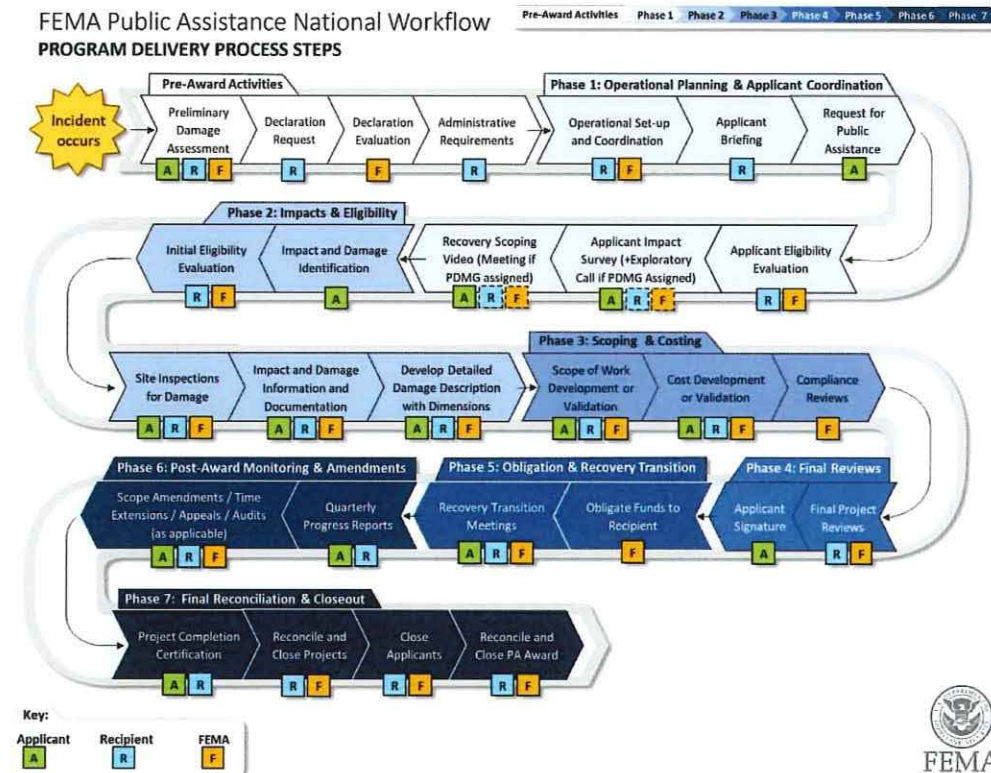 FEMA Public Assistance National Workflow
PROGRAM DELIVERY PROCESS STEPS
Pre-Award Activities Phase 1 Phase 2 Phase 3 Phase 4 Phase 5 Phase 6 Phase 7
Incident
occurs
Pre-Award Activities
Preliminary
Damage
Assessment
A R F
Declaration
Request
R
Declaration
Evaluation
F
Administrative
Requirements
R
Phase 1: Operational Planning & Applicant Coordination
Operational Set-up
and Coordination
R F
Applicant
Briefing
R
Request for
Public
Assistance
A
Applicant Eligibility
Evaluation
R F
Applicant Impact
Survey (+Exploratory
Call if PDMG Assigned)
A R F
Recovery Scoping
Video (Meeting if
PDMG assigned)
A R F
Phase 2: Impacts & Eligibility
Impact and Damage
Identification
A
Initial Eligibility
Evaluation
R F
Site Inspections
for Damage
A R F
Impact and Damage
Information and
Documentation
A R F
Develop Detailed
Damage Description
with Dimensions
A R F
Phase 3: Scoping & Costing
Scope of Work
Development or
Validation
A R F
Cost Development
or Validation
A R F
Compliance
Reviews
F
Phase 4: Final Reviews
Final Project
Reviews
R F
Applicant
Signature
A
Phase 5: Obligation & Recovery Transition
Obligate Funds to
Recipient
F
Recovery Transition
Meetings
A R F
Phase 6: Post-Award Monitoring & Amendments
Quarterly
Progress Reports
A R
Scope Amendments / Time
Extensions / Appeals / Audits
(as applicable)
A R F
Phase 7: Final Reconciliation & Closeout
Project Completion
Certification
A R
Reconcile and
Close Projects
R F
Close
Applicants
R F
Reconcile and
Close PA Award
R F
Key:
Applicant Recipient FEMA
A R F
FEMA